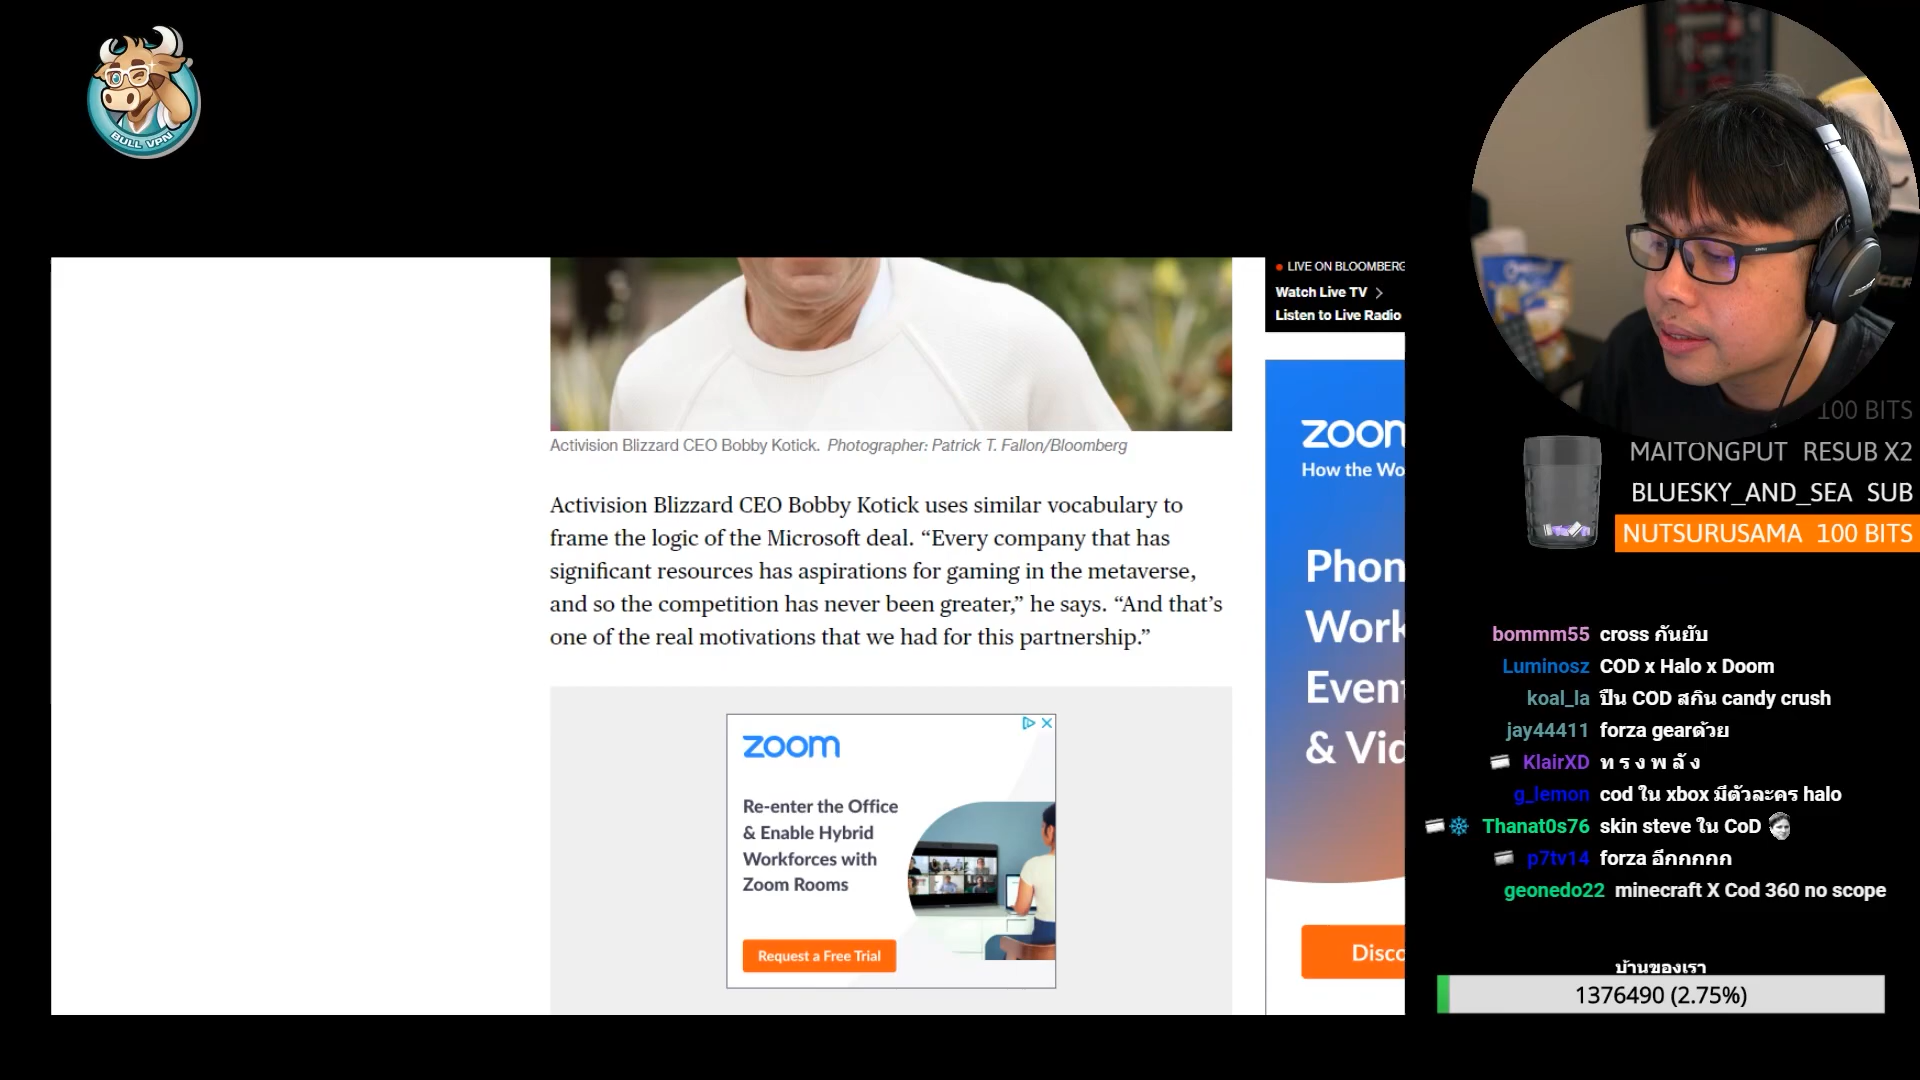 BULL VPN
LIVE ON BLOOMBERG
Watch Live TV
Listen to Live Radio
Activision Blizzard CEO Bobby Kotick. Photographer: Patrick T. Fallon/Bloomberg
Activision Blizzard CEO Bobby Kotick uses similar vocabulary to
frame the logic of the Microsoft deal. “Every company that has
significant resources has aspirations for gaming in the metaverse,
and so the competition has never been greater,” he says. “And that’s
one of the real motivations that we had for this partnership.”
zoom
Re-enter the Office
& Enable Hybrid
Workforces with
Zoom Rooms
Request a Free Trial
zoom
How the Wo
Phon
Work
Event
& Vid
Disco
100 BITS
MAITONGPUT RESUB X2
BLUESKY_AND_SEA SUB
NUTSURUSAMA 100 BITS
bommm55 cross กันยับ
Luminosz COD x Halo x Doom
koal_la ปืน COD สกิน candy crush
jay44411 forza gearด้วย
KlairXD ท ร ง พ ลั ง
g_lemon cod ใน xbox มีตัวละคร halo
Thanat0s76 skin steve ใน CoD
p7tv14 forza อีกกกกก
geonedo22 minecraft X Cod 360 no scope
บ้านของเรา
1376490 (2.75%)